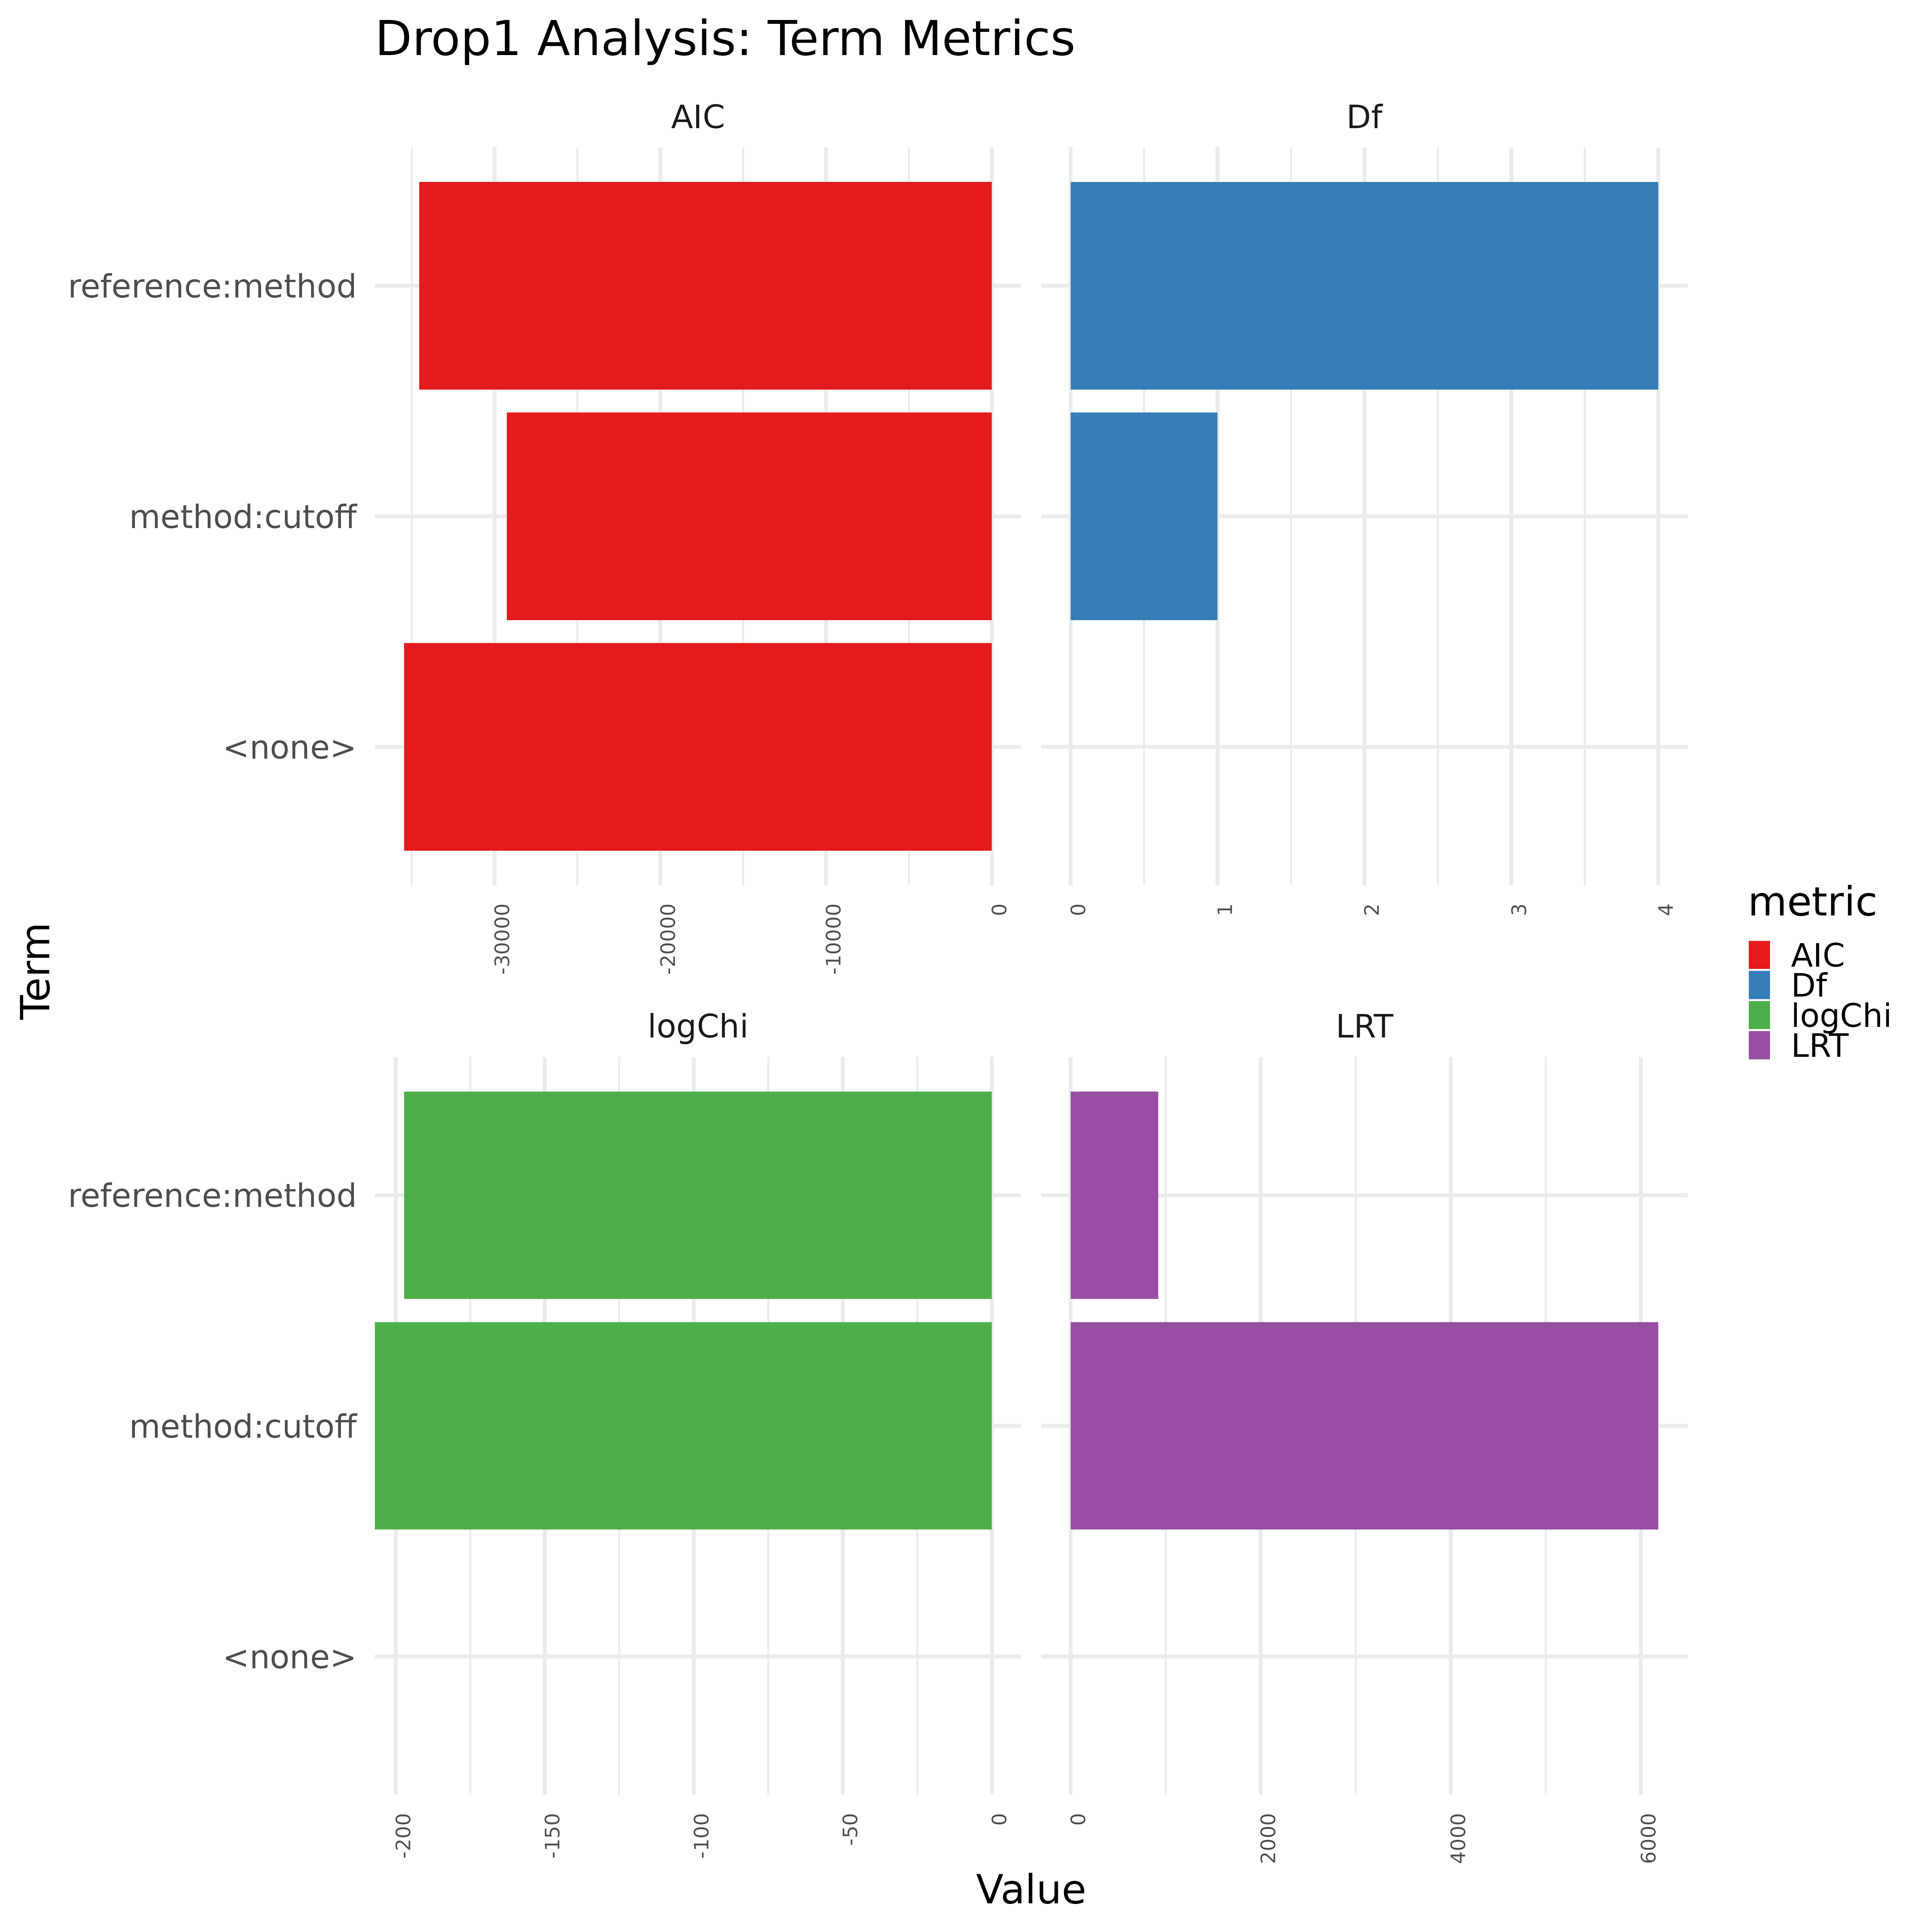 Drop1 Analysis: Term Metrics
AIC
Df
reference:method
method:cutoff
<none>
-30000
-20000
-10000
0
0
1
2
3
4
Term
metric
AIC
Df
logChi
LRT
logChi
LRT
reference:method
method:cutoff
<none>
-200
-150
-100
-50
0
0
2000
4000
6000
Value